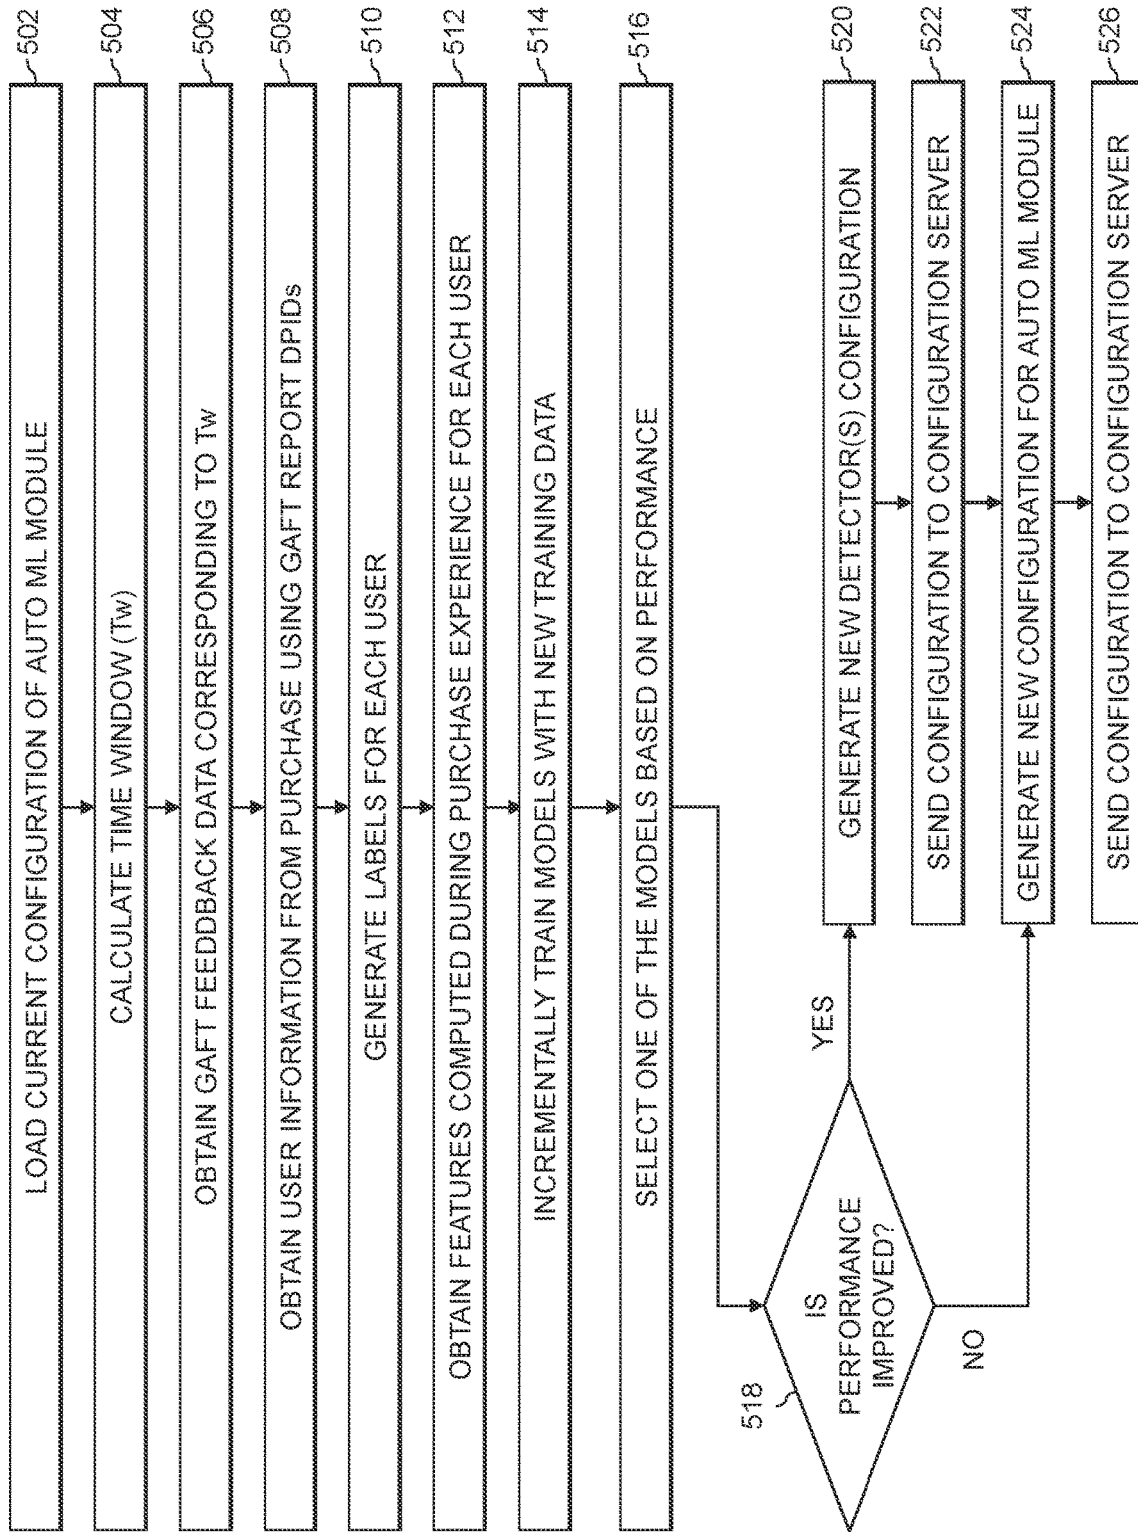 LOAD CURRENT CONFIGURATION OF AUTO ML MODULE
502
CALCULATE TIME WINDOW (Tw)
504
OBTAIN GAFT FEEDDBACK DATA CORRESPONDING TO Tw
506
OBTAIN USER INFORMATION FROM PURCHASE USING GAFT REPORT DPIDs
508
GENERATE LABELS FOR EACH USER
510
OBTAIN FEATURES COMPUTED DURING PURCHASE EXPERIENCE FOR EACH USER
512
INCREMENTALLY TRAIN MODELS WITH NEW TRAINING DATA
514
SELECT ONE OF THE MODELS BASED ON PERFORMANCE
516
518
IS
PERFORMANCE
IMPROVED?
YES
NO
GENERATE NEW DETECTOR(S) CONFIGURATION
520
SEND CONFIGURATION TO CONFIGURATION SERVER
522
GENERATE NEW CONFIGURATION FOR AUTO ML MODULE
524
SEND CONFIGURATION TO CONFIGURATION SERVER
526